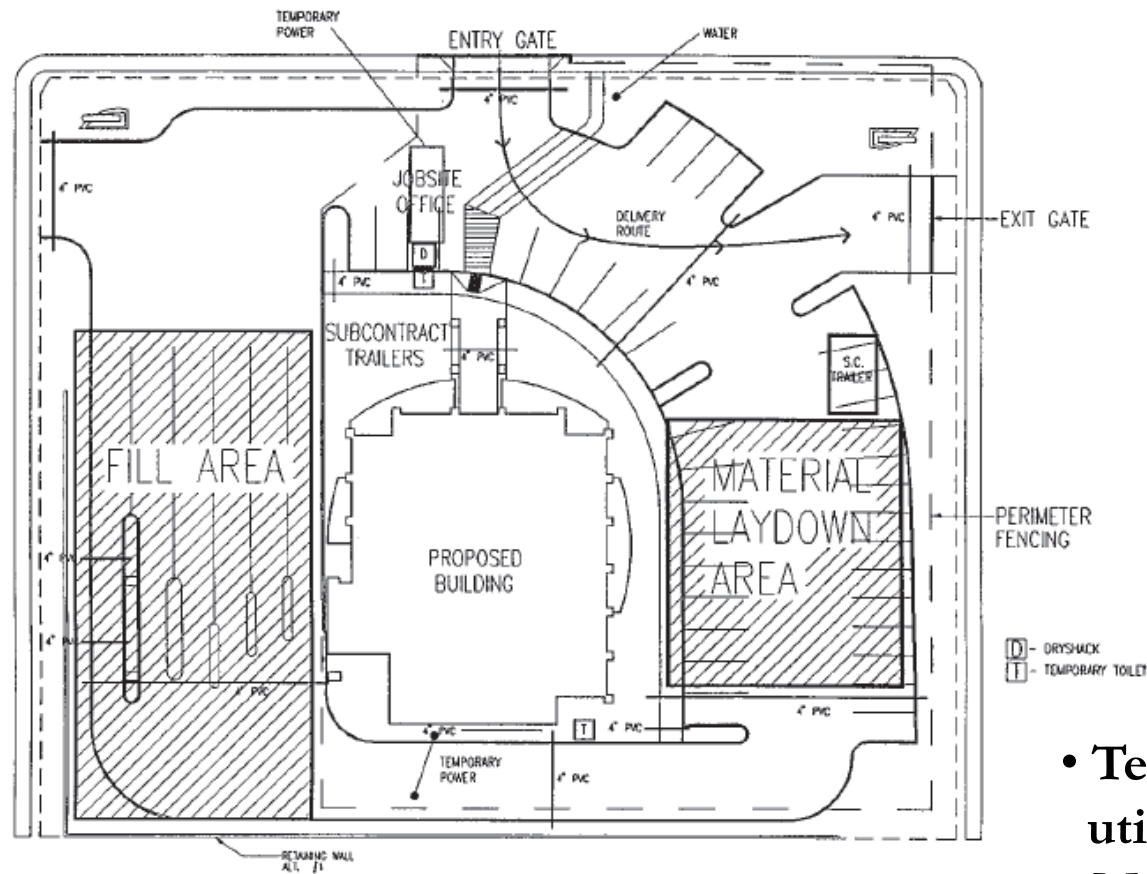 TEMPORARY
POWER
ENTRY GATE
WATER
4" PVC
4" PVC
JOBSITE
OFFICE
DELIVERY
ROUTE
4" PVC
EXIT GATE
D
T
4" PVC
4" PVC
SUBCONTRACT
TRAILERS
4" PVC
S.C.
TRAILER
FILL AREA
MATERIAL
LAYDOWN
AREA
PERIMETER
FENCING
4" PVC
PROPOSED
BUILDING
4" PVC
D - DRYSHACK
T - TEMPORARY TOILET
4" PVC
4" PVC
4" PVC
T
4" PVC
TEMPORARY
POWER
4" PVC
RETAINING WALL
ALT. #1
• Te
uti